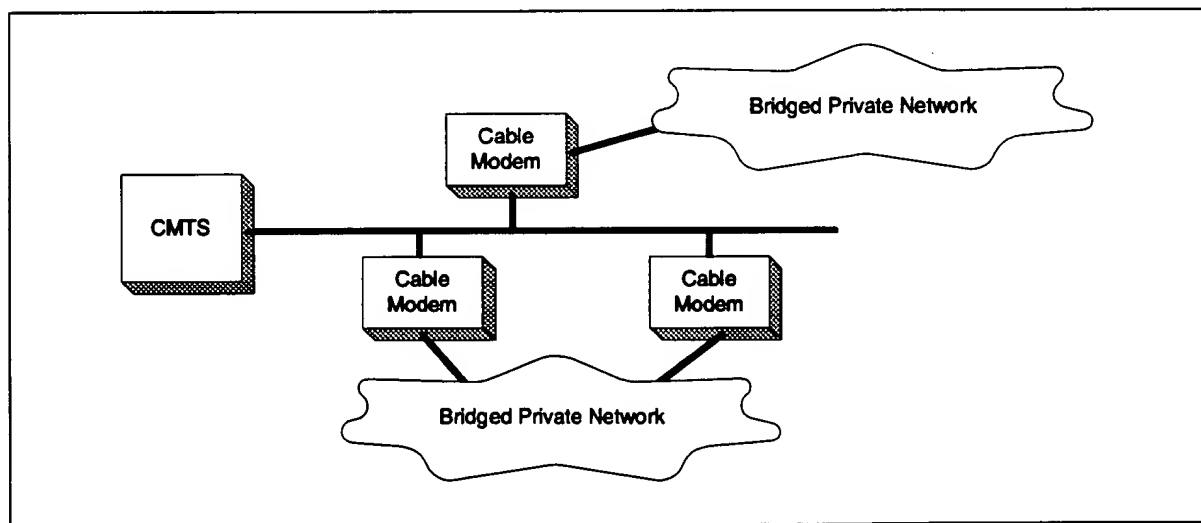 Bridged Private Network
Cable
Modem
CMTS
Cable
Modem
Cable
Modem
Bridged Private Network